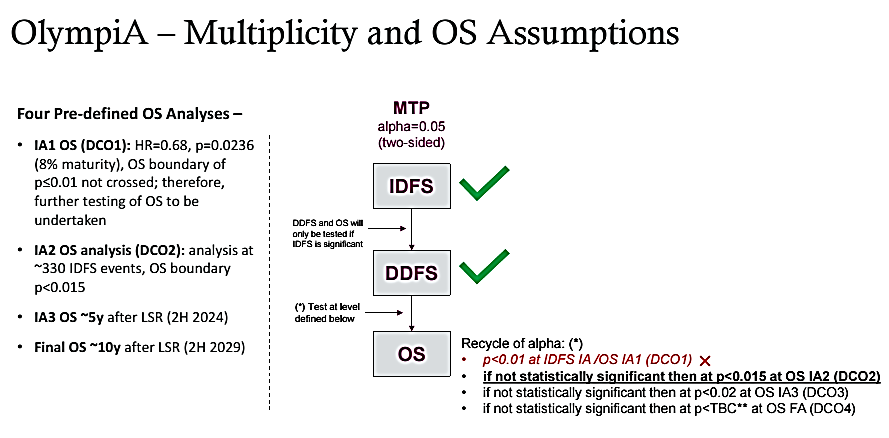 OlympiA – Multiplicity and OS Assumptions
Four Pre-defined OS Analyses –
• IA1 OS (DCO1): HR=0.68, p=0.0236
(8% maturity), OS boundary of
p≤0.01 not crossed; therefore,
further testing of OS to be
undertaken
• IA2 OS analysis (DCO2): analysis at
~330 IDFS events, OS boundary
p<0.015
• IA3 OS ~5y after LSR (2H 2024)
• Final OS ~10y after LSR (2H 2029)
MTP
alpha=0.05
(two-sided)
IDFS
DDFS and OS will
only be tested if
IDFS is significant
DDFS
(*) Test at level
defined below
OS
Recycle of alpha: (*)
• p<0.01 at IDFS IA /OS IA1 (DCO1)
• if not statistically significant then at p<0.015 at OS IA2 (DCO2)
• if not statistically significant then at p<0.02 at OS IA3 (DCO3)
• if not statistically significant then at p<TBC** at OS FA (DCO4)